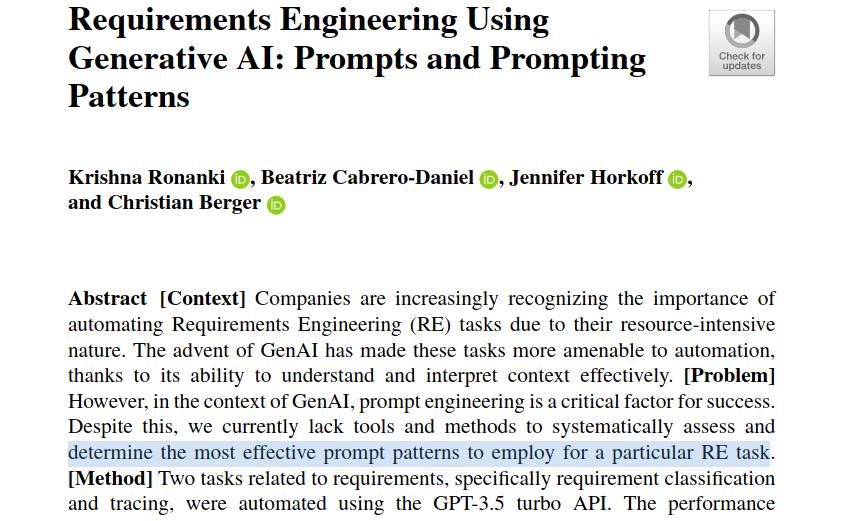 Requirements Engineering Using
Generative AI: Prompts and Prompting
Patterns
Check for
updates
Krishna Ronanki iD, Beatriz Cabrero-Daniel iD, Jennifer Horkoff iD,
and Christian Berger iD
Abstract [Context] Companies are increasingly recognizing the importance of
automating Requirements Engineering (RE) tasks due to their resource-intensive
nature. The advent of GenAI has made these tasks more amenable to automation,
thanks to its ability to understand and interpret context effectively. [Problem]
However, in the context of GenAI, prompt engineering is a critical factor for success.
Despite this, we currently lack tools and methods to systematically assess and
determine the most effective prompt patterns to employ for a particular RE task.
[Method] Two tasks related to requirements, specifically requirement classification
and tracing, were automated using the GPT-3.5 turbo API. The performance